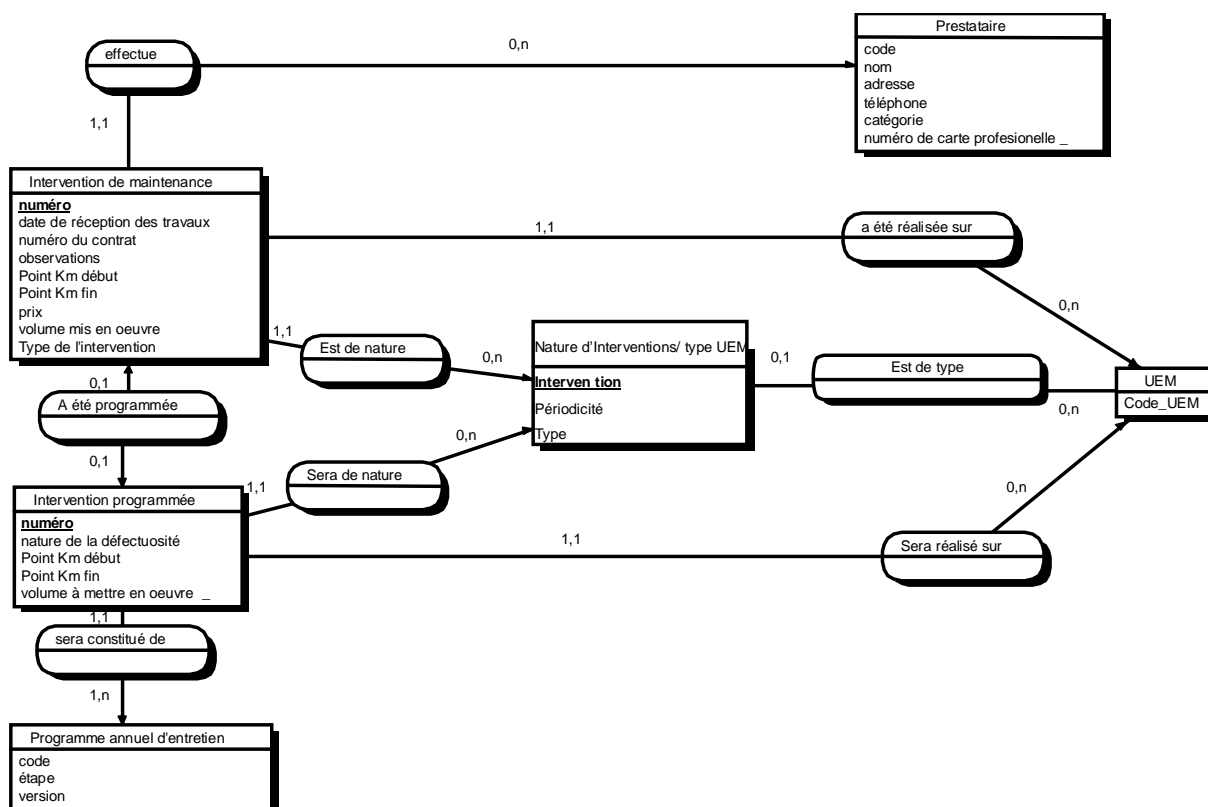 Prestataire
code
nom
adresse
téléphone
catégorie
numéro de carte profesionelle _
effectue
0,n
1,1
Intervention de maintenance
numéro
date de réception des travaux
numéro du contrat
observations
Point Km début
Point Km fin
prix
volume mis en oeuvre
Type de l'intervention
1,1
a été réalisée sur
0,n
1,1
Est de nature
0,n
Nature d'Interventions/ type UEM
Interven tion
Périodicité
Type
0,1
Est de type
0,n
UEM
Code_UEM
0,1
A été programmée
0,1
0,n
Sera de nature
1,1
Intervention programmée
numéro
nature de la défectuosité
Point Km début
Point Km fin
volume à mettre en oeuvre _
1,1
Sera réalisé sur
0,n
1,1
sera constitué de
1,n
Programme annuel d'entretien
code
étape
version